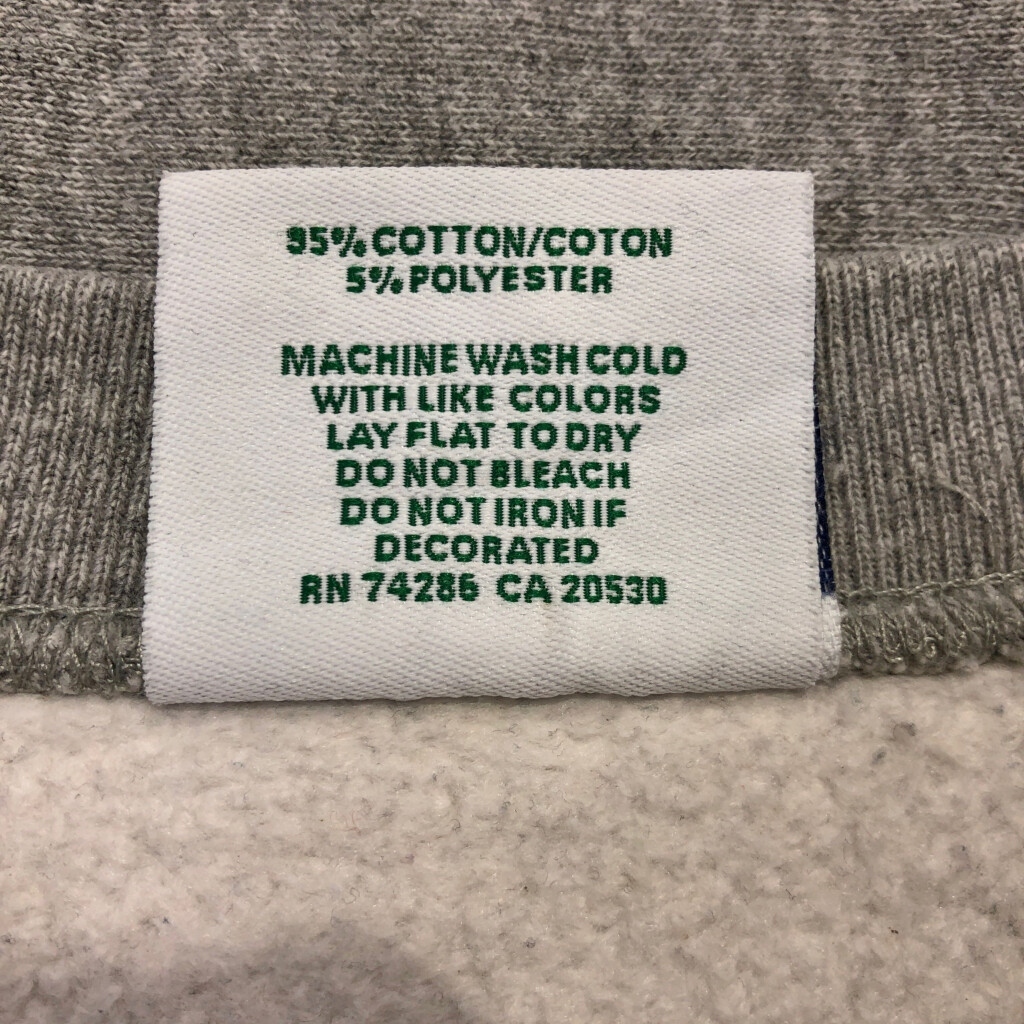 95% COTTON/COTON
5% POLYESTER
MACHINE WASH COLD
WITH LIKE COLORS
LAY FLAT TO DRY
DO NOT BLEACH
DO NOT IRON IF
DECORATED
RN 74286 CA 20530